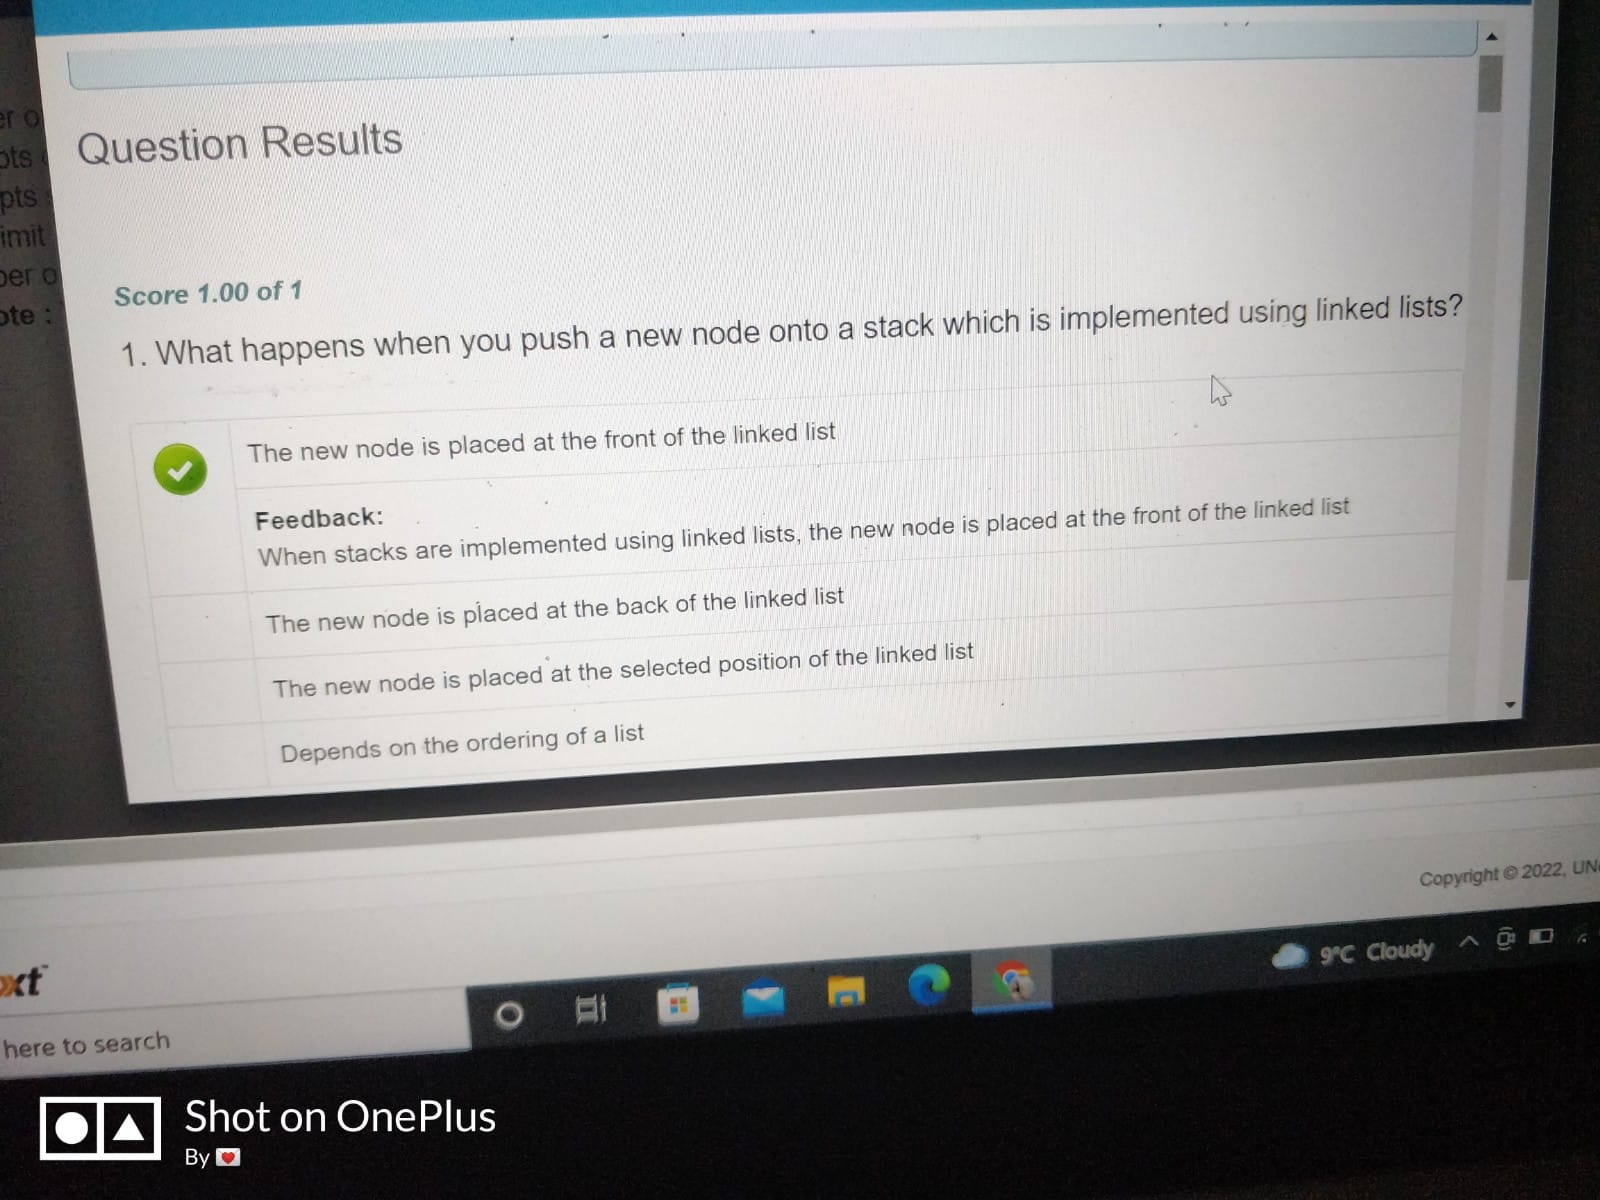 Question Results
Score 1.00 of 1
1. What happens when you push a new node onto a stack which is implemented using linked lists?
The new node is placed at the front of the linked list
Feedback:
When stacks are implemented using linked lists, the new node is placed at the front of the linked list
The new node is placed at the back of the linked list
The new node is placed at the selected position of the linked list
Depends on the ordering of a list
er o
pts
pts
imit
ber o
ote :
Copyright © 2022, UN
9°C Cloudy
xt
here to search
Shot on OnePlus
By